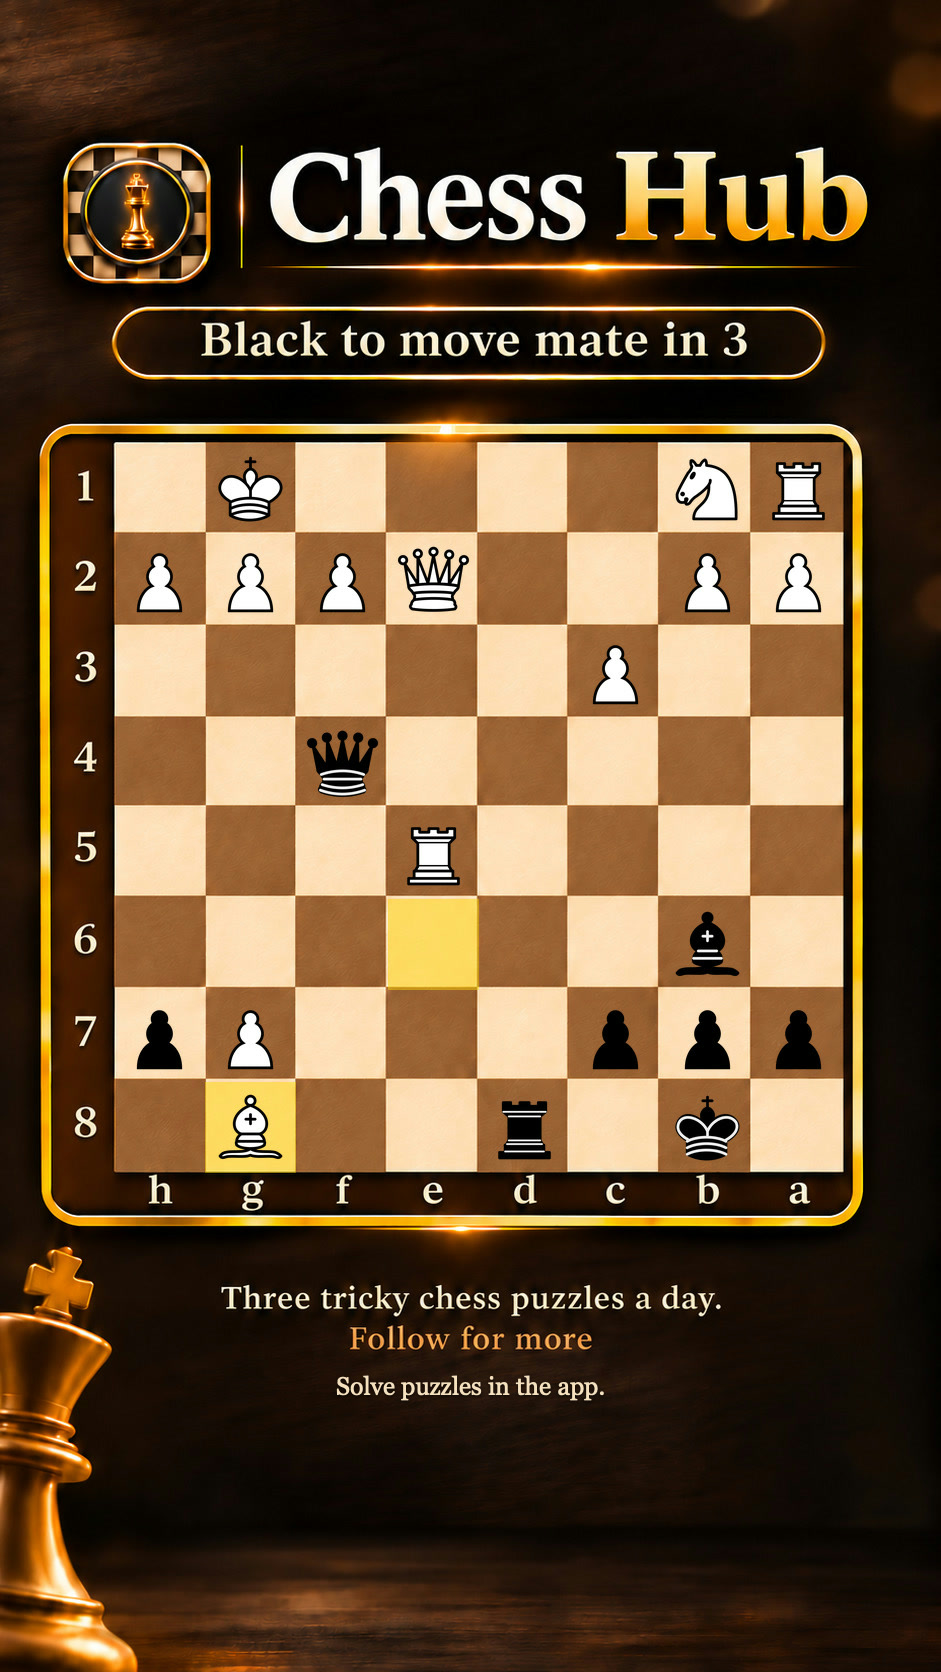 Chess Hub
Black to move mate in 3
1
2
3
4
5
6
7
8
h g f e d c b a
Three tricky chess puzzles a day.
Follow for more
Solve puzzles in the app.